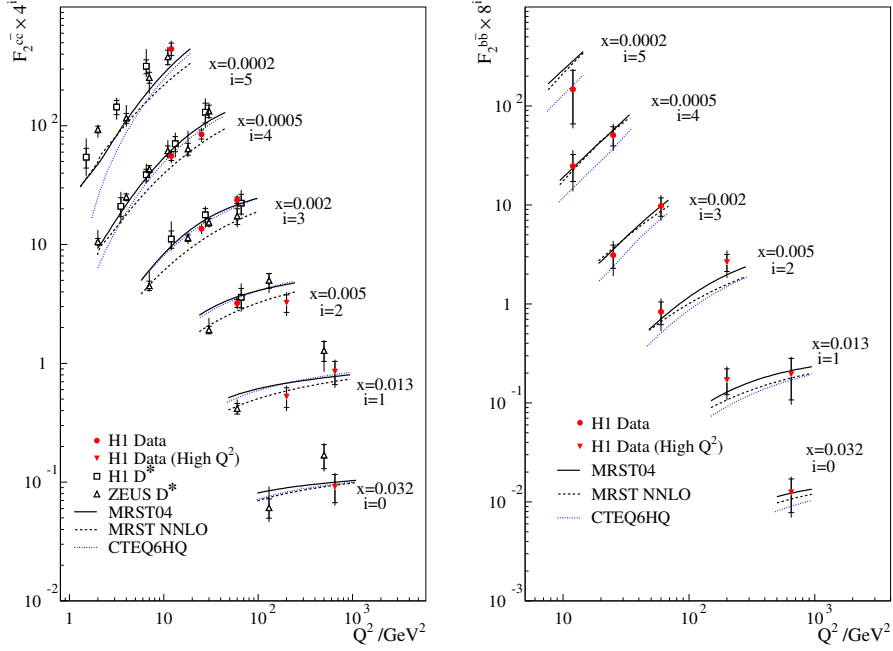 F₂^cc̄ × 4^i
10²
10
1
10⁻¹
10⁻²
1
10
10²
10³
Q² /GeV²
x=0.0002
i=5
x=0.0005
i=4
x=0.002
i=3
x=0.005
i=2
x=0.013
i=1
x=0.032
i=0
H1 Data
H1 Data (High Q²)
H1 D*
ZEUS D*
MRST04
MRST NNLO
CTEQ6HQ
F₂^bb̄ × 8^i
10²
10
1
10⁻¹
10⁻²
10⁻³
10
10²
10³
Q² /GeV²
x=0.0002
i=5
x=0.0005
i=4
x=0.002
i=3
x=0.005
i=2
x=0.013
i=1
x=0.032
i=0
H1 Data
H1 Data (High Q²)
MRST04
MRST NNLO
CTEQ6HQ